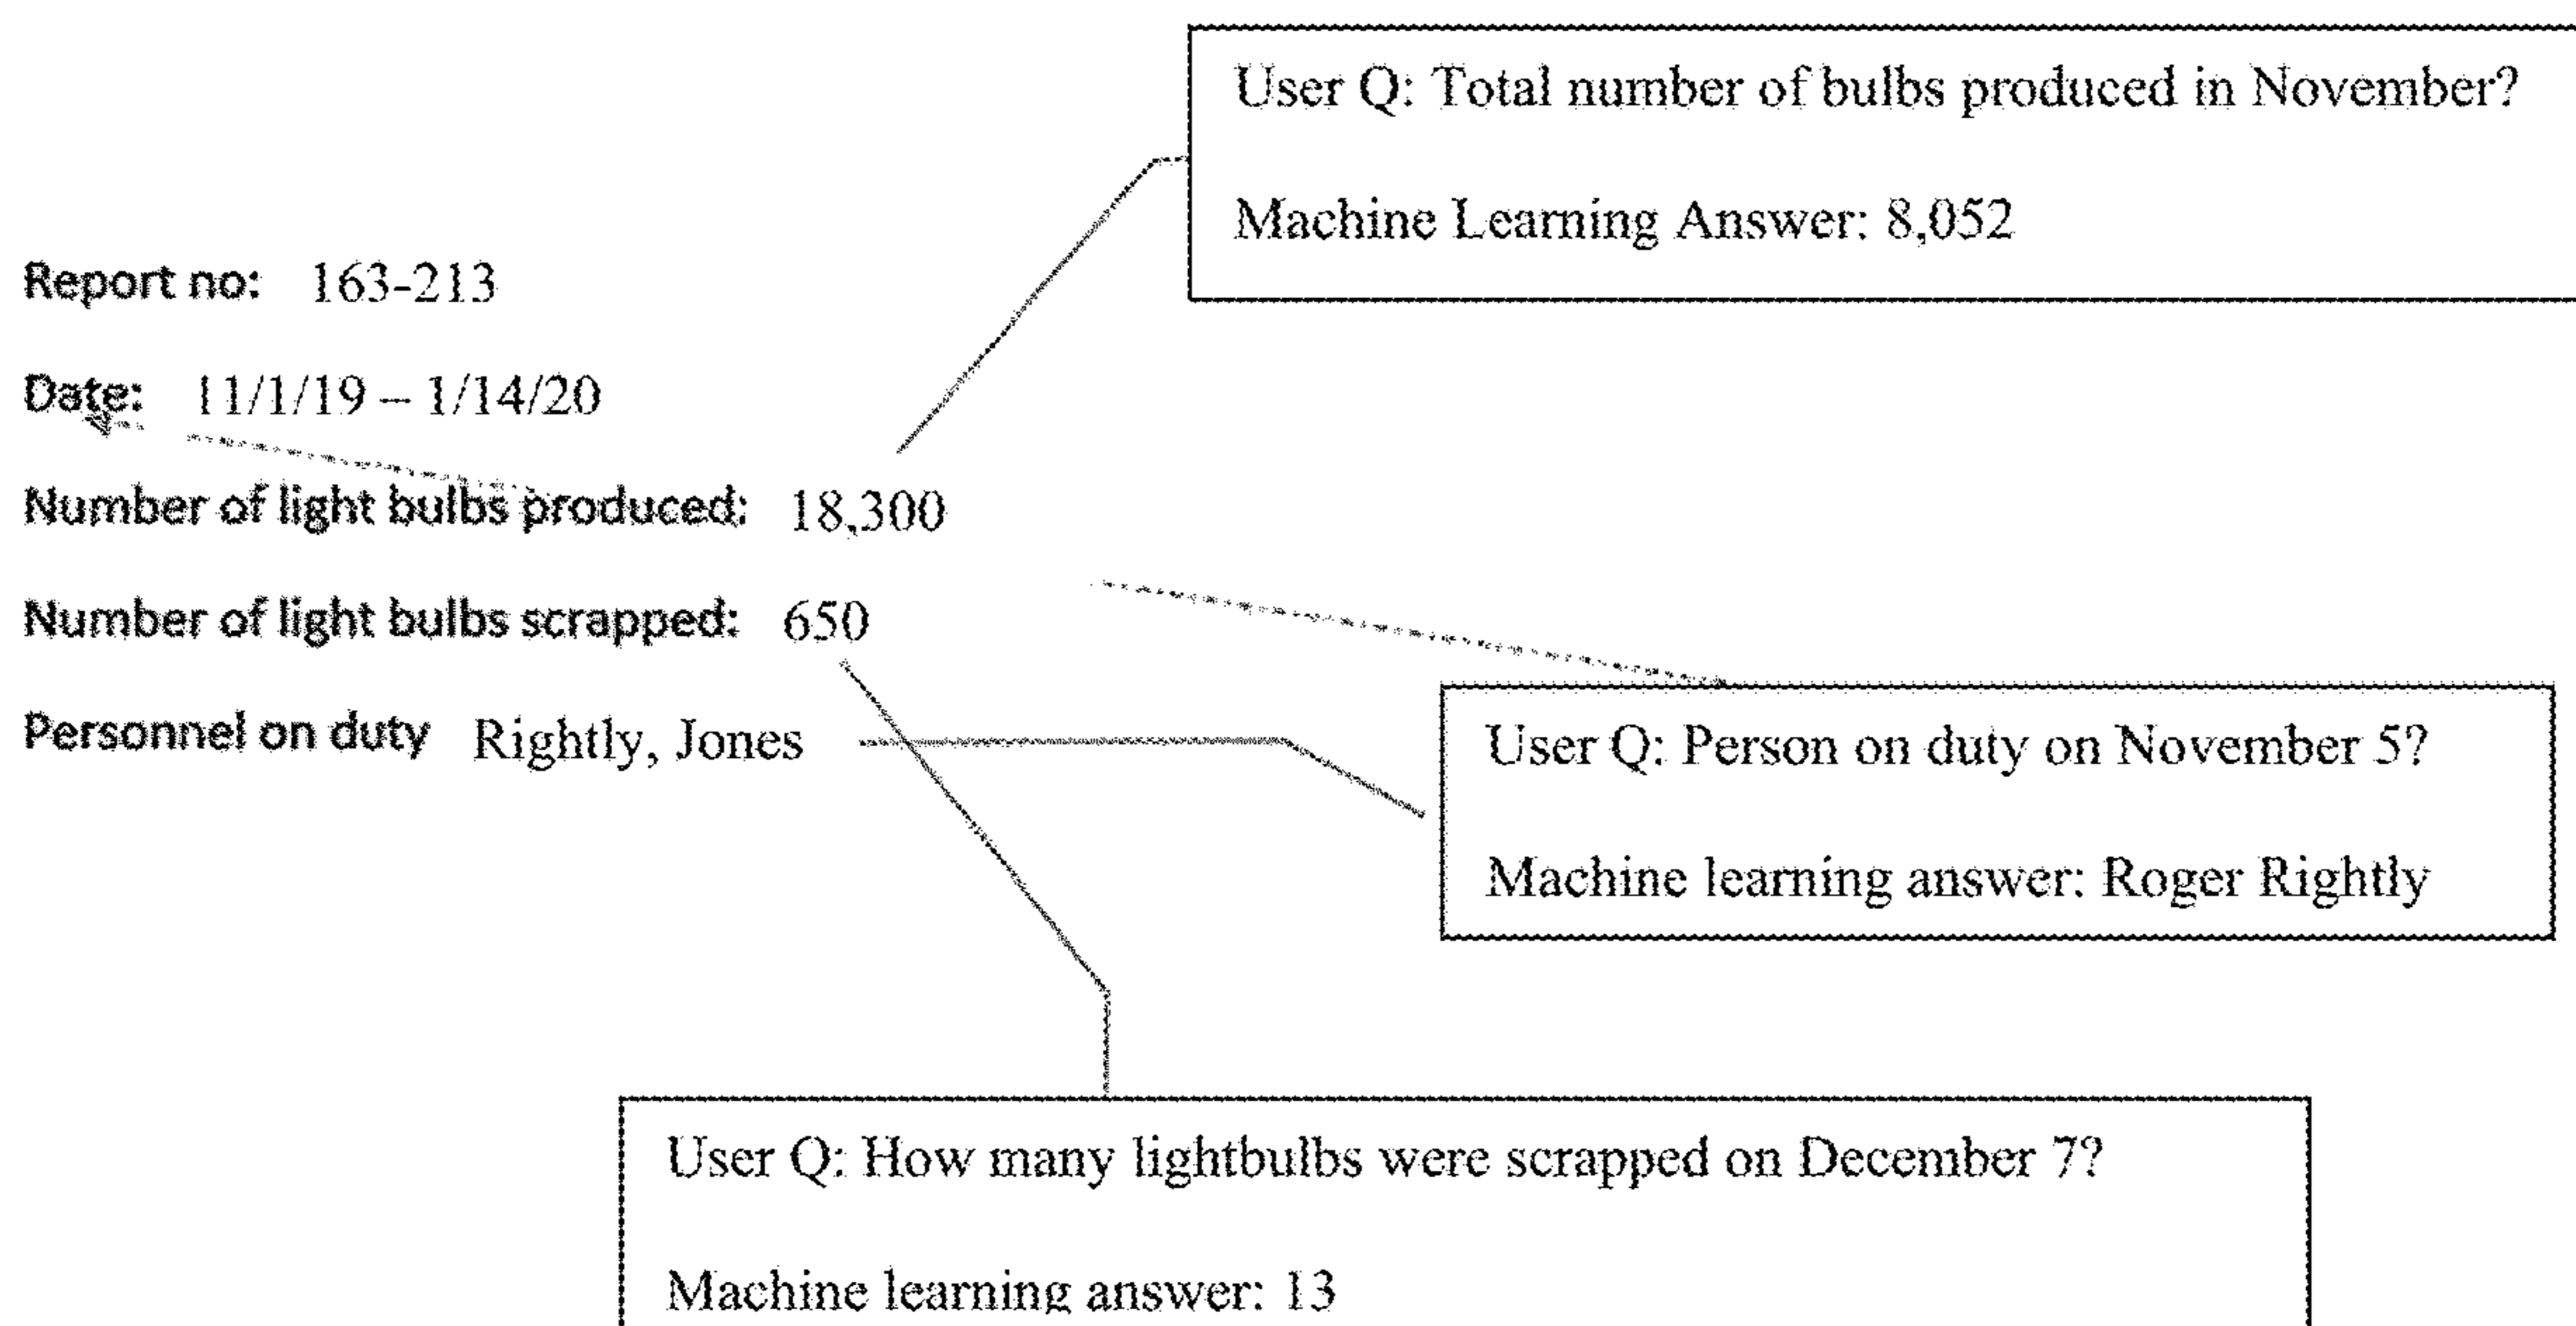 User Q: Total number of bulbs produced in November?
Machine Learning Answer: 8,052
Report no: 163-213
Date: 11/1/19 – 1/14/20
Number of light bulbs produced: 18,300
Number of light bulbs scrapped: 650
Personnel on duty Rightly, Jones
User Q: Person on duty on November 5?
Machine learning answer: Roger Rightly
User Q: How many lightbulbs were scrapped on December 7?
Machine learning answer: 13